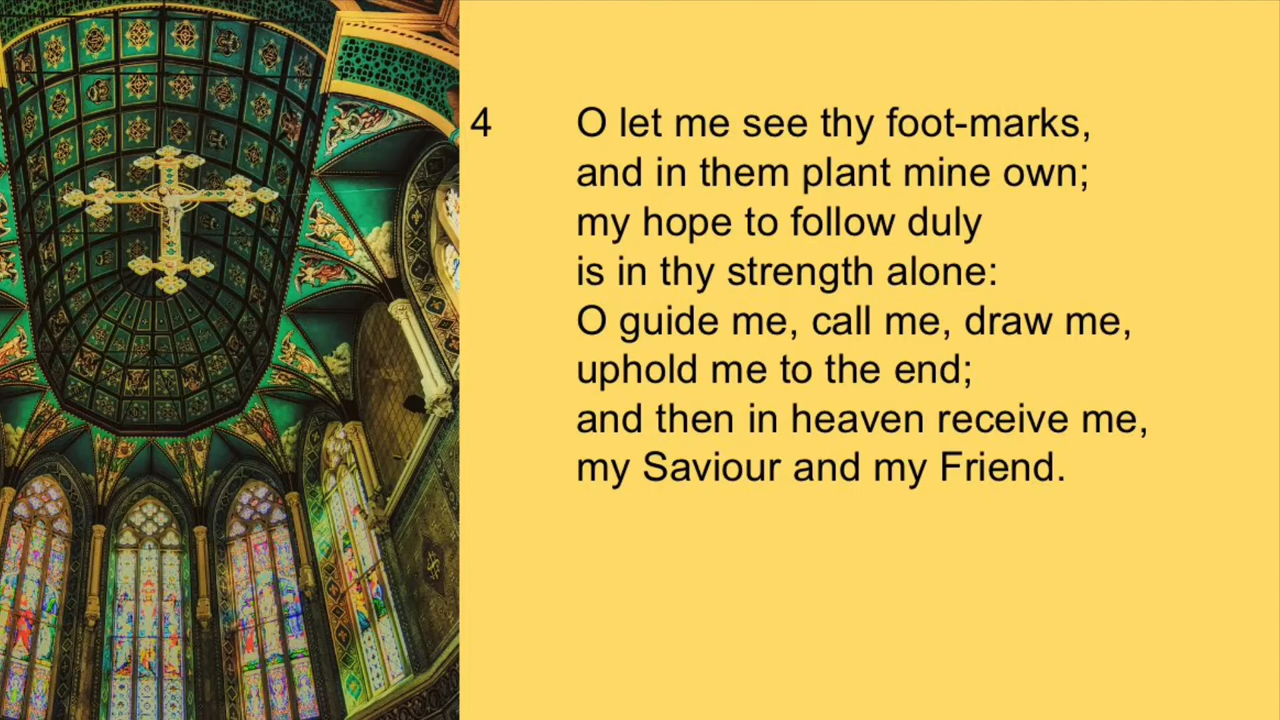 4 O let me see thy foot-marks,
and in them plant mine own;
my hope to follow duly
is in thy strength alone:
O guide me, call me, draw me,
uphold me to the end;
and then in heaven receive me,
my Saviour and my Friend.